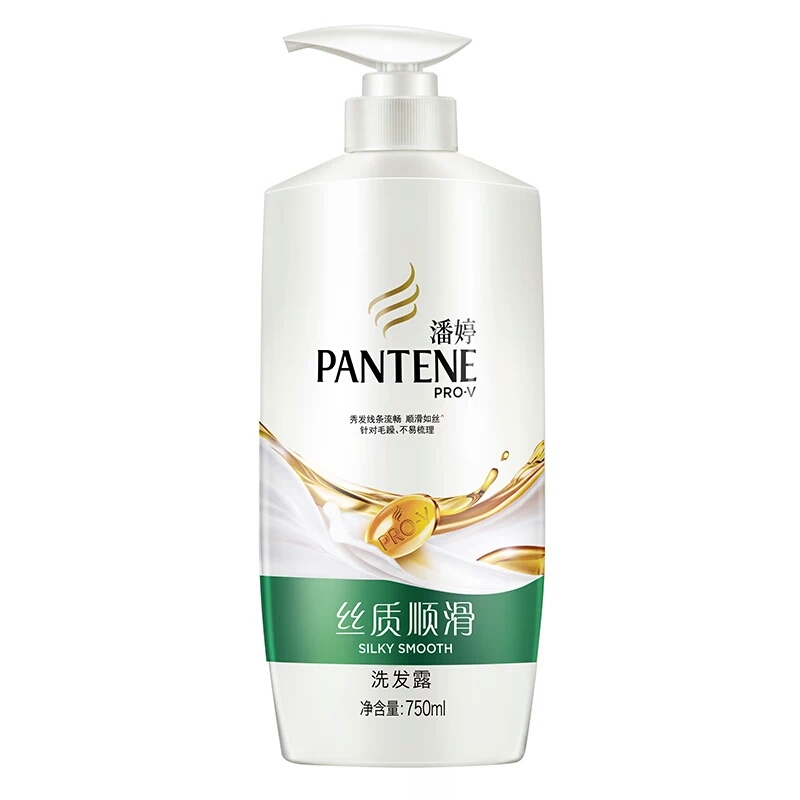 潘婷
PANTENE
PRO-V
秀发线条流畅 顺滑如丝^
针对毛躁、不易梳理
PRO-V
丝质顺滑
SILKY SMOOTH
洗发露
净含量:750ml